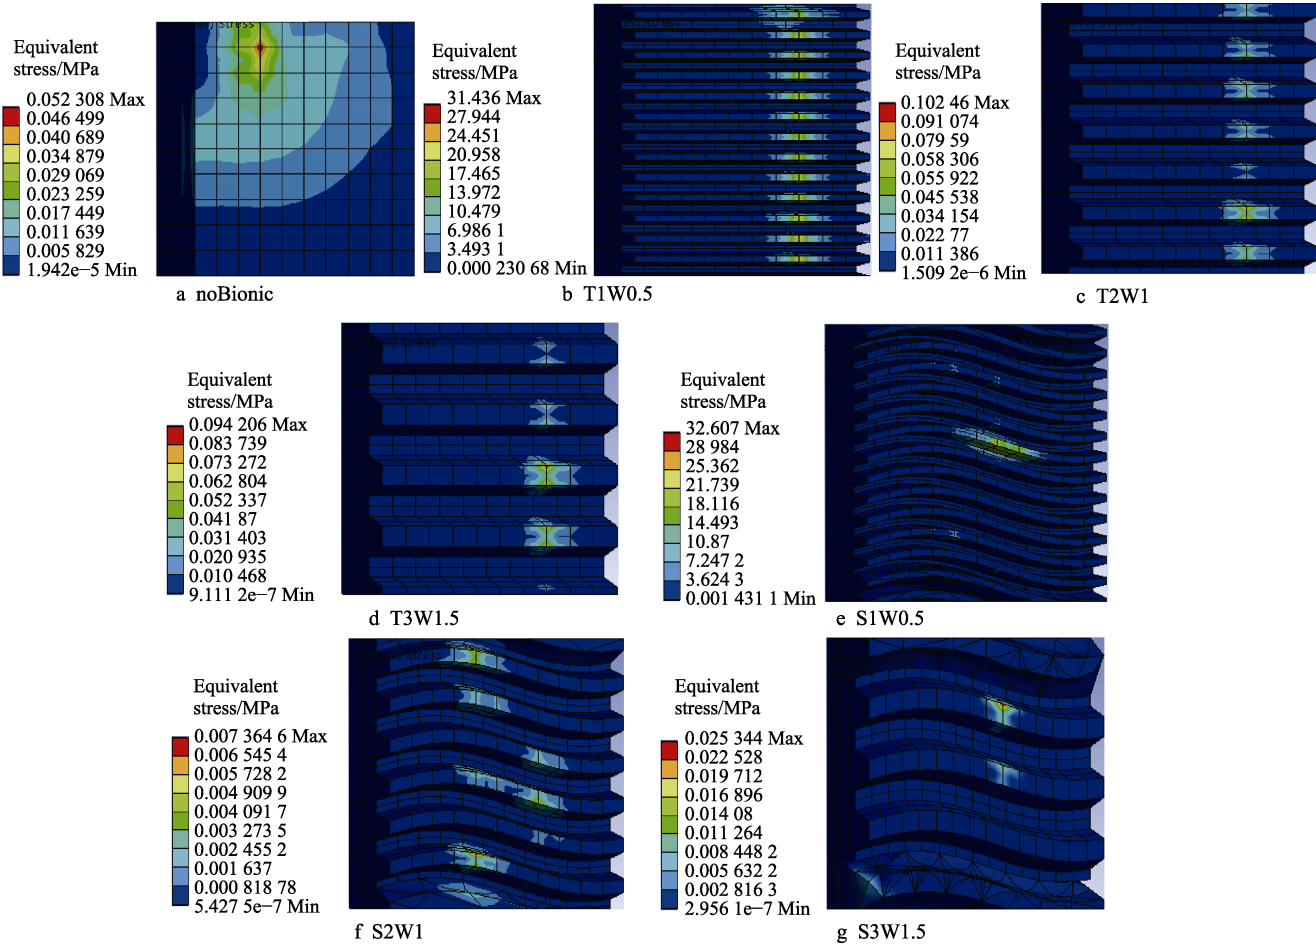 Equivalent
stress/MPa
0.052 308 Max
0.046 499
0.040 689
0.034 879
0.029 069
0.023 259
0.017 449
0.011 639
0.005 829
1.942e−5 Min
a noBionic
Equivalent
stress/MPa
31.436 Max
27.944
24.451
20.958
17.465
13.972
10.479
6.986 1
3.493 1
0.000 230 68 Min
b T1W0.5
Equivalent
stress/MPa
0.102 46 Max
0.091 074
0.079 59
0.058 306
0.055 922
0.045 538
0.034 154
0.022 77
0.011 386
1.509 2e−6 Min
c T2W1
Equivalent
stress/MPa
0.094 206 Max
0.083 739
0.073 272
0.062 804
0.052 337
0.041 87
0.031 403
0.020 935
0.010 468
9.111 2e−7 Min
d T3W1.5
Equivalent
stress/MPa
32.607 Max
28 984
25.362
21.739
18.116
14.493
10.87
7.247 2
3.624 3
0.001 431 1 Min
e S1W0.5
Equivalent
stress/MPa
0.007 364 6 Max
0.006 545 4
0.005 728 2
0.004 909 9
0.004 091 7
0.003 273 5
0.002 455 2
0.001 637
0.000 818 78
5.427 5e−7 Min
f S2W1
Equivalent
stress/MPa
0.025 344 Max
0.022 528
0.019 712
0.016 896
0.014 08
0.011 264
0.008 448 2
0.005 632 2
0.002 816 3
2.956 1e−7 Min
g S3W1.5